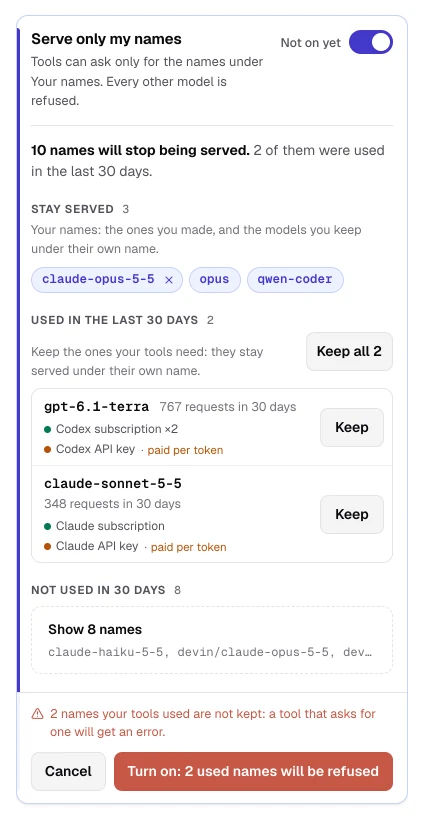 Serve only my names
Not on yet
Tools can ask only for the names under
Your names. Every other model is
refused.
10 names will stop being served. 2 of them were used
in the last 30 days.
STAY SERVED 3
Your names: the ones you made, and the models you keep
under their own name.
claude-opus-5-5 ×
opus
qwen-coder
USED IN THE LAST 30 DAYS 2
Keep the ones your tools need: they stay
served under their own name.
Keep all 2
gpt-6.1-terra 767 requests in 30 days
Codex subscription ×2
Codex API key · paid per token
Keep
claude-sonnet-5-5
348 requests in 30 days
Claude subscription
Claude API key · paid per token
Keep
NOT USED IN 30 DAYS 8
Show 8 names
claude-haiku-5-5, devin/claude-opus-5-5, dev…
2 names your tools used are not kept: a tool that asks for
one will get an error.
Cancel
Turn on: 2 used names will be refused